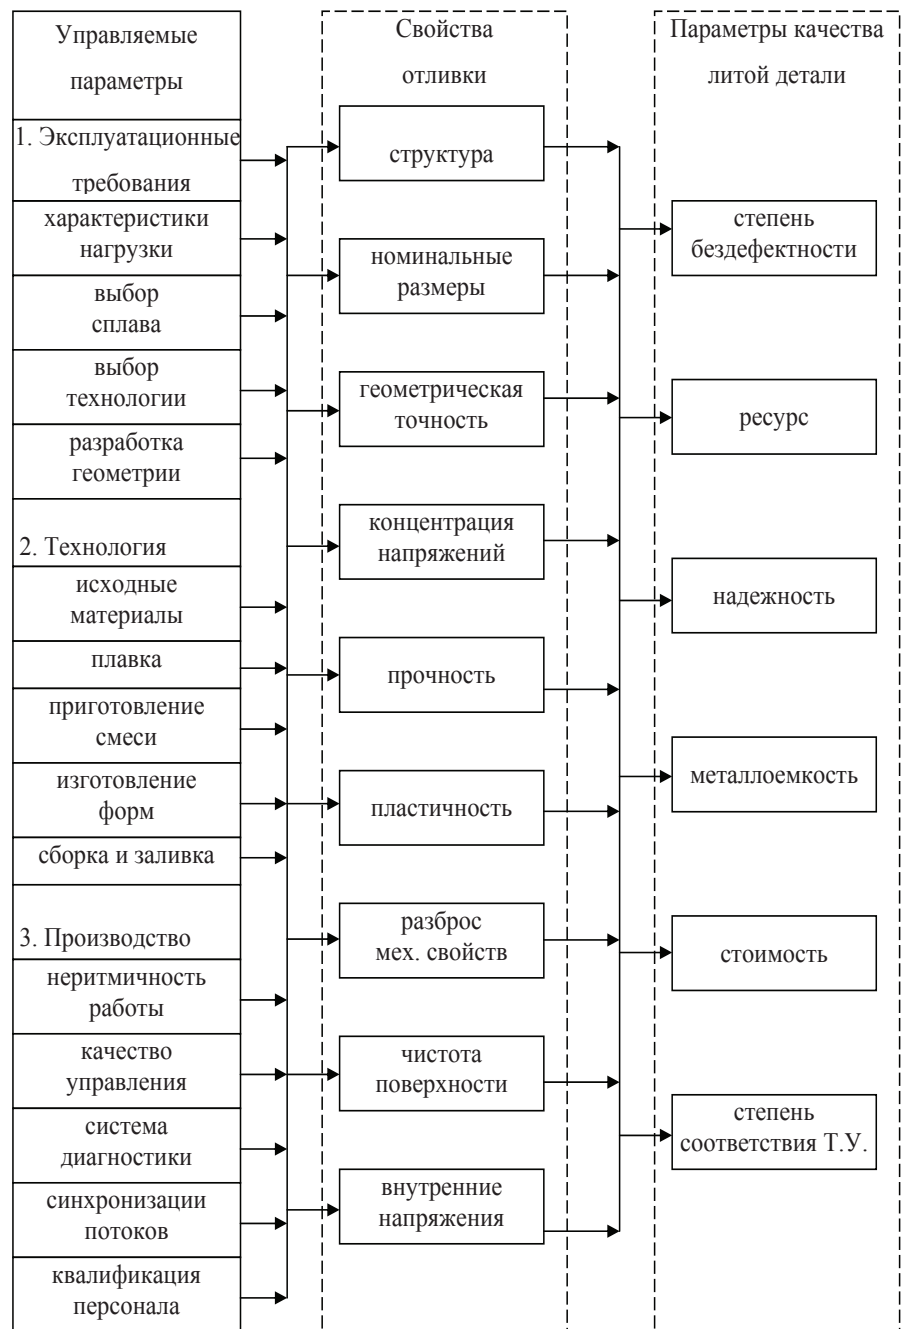 Управляемые
параметры
1. Эксплуатационные
требования
характеристики
нагрузки
выбор
сплава
выбор
технологии
разработка
геометрии
2. Технология
исходные
материалы
плавка
приготовление
смеси
изготовление
форм
сборка и заливка
3. Производство
неритмичность
работы
качество
управления
система
диагностики
синхронизации
потоков
квалификация
персонала
Свойства
отливки
структура
номинальные
размеры
геометрическая
точность
концентрация
напряжений
прочность
пластичность
разброс
мех. свойств
чистота
поверхности
внутренние
напряжения
Параметры качества
литой детали
степень
бездефектности
ресурс
надежность
металлоемкость
стоимость
степень
соответствия Т.У.